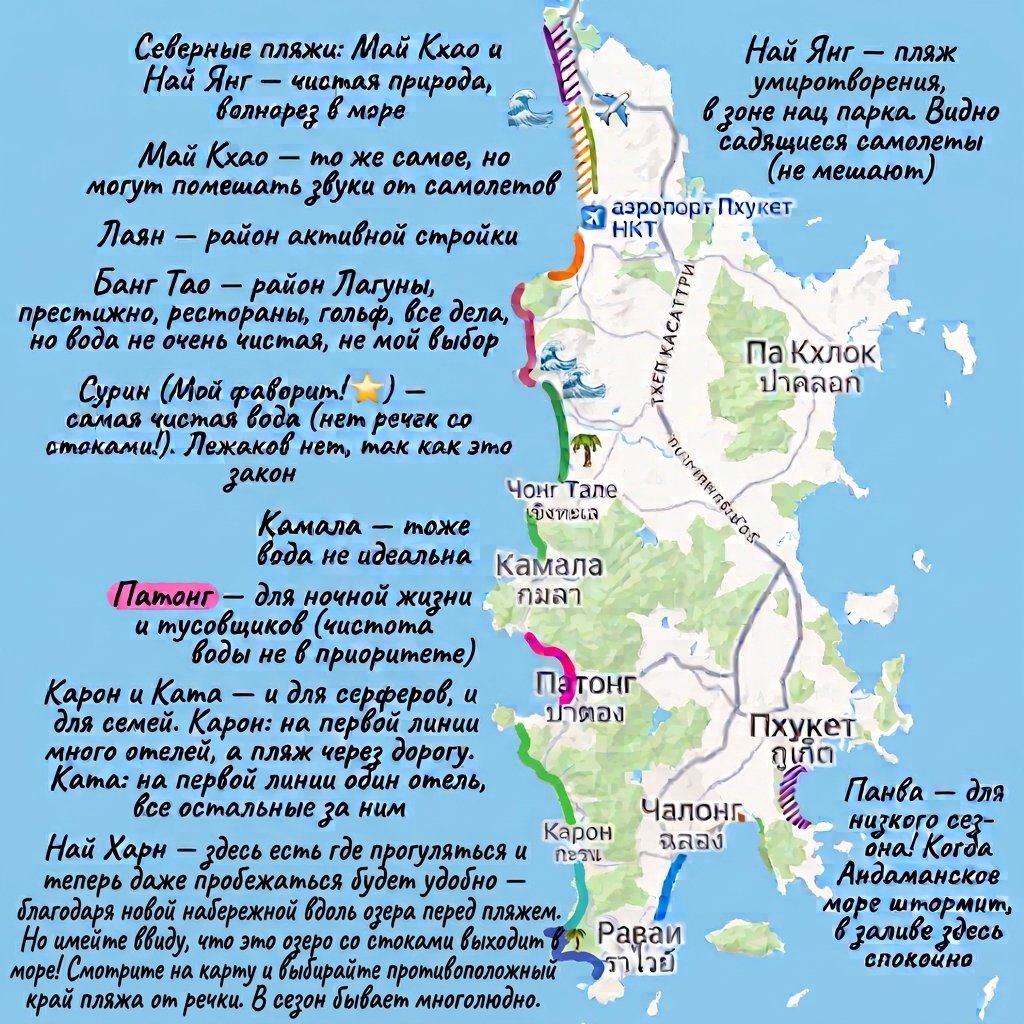 Северные пляжи: Май Кхао и
Най Янг — чистая природа,
волнорез в море
Най Янг — пляж
умиротворения,
в зоне нац парка. Видно
садящиеся самолеты
(не мешают)
Май Кхао — то же самое, но
могут помешать звуки от самолетов
аэропорт Пхукет
НКТ
Лаян — район активной стройки
Банг Тао — район Лагуны,
престижно, рестораны, гольф, все дела,
но вода не очень чистая, не мой выбор
ТХЕП КАСАТТРИ
Па Кхлок
ป่าคลอก
Сурин (Мой фаворит!⭐) —
самая чистая вода (нет речек со
стоками!). Лежаков нет, так как это
закон
Чонг Тале
เชิงทะเล
Камала — тоже
вода не идеальна
Камала
กมลา
Патонг — для ночной жизни
и тусовщиков (чистота
воды не в приоритете)
Патонг
ป่าตอง
Карон и Ката — и для серферов, и
для семей. Карон: на первой линии
много отелей, а пляж через дорогу.
Ката: на первой линии один отель,
все остальные за ним
Пхукет
ภูเก็ต
Чалонг
ฉลอง
Карон
Панва — для
низкого сез-
она! Когда
Андаманское
море штормит,
в заливе здесь
спокойно
Най Харн — здесь есть где прогуляться и
теперь даже пробежаться будет удобно —
благодаря новой набережной вдоль озера перед пляжем.
Но имейте ввиду, что это озеро со стоками выходит в
море! Смотрите на карту и выбирайте противоположный
край пляжа от речки. В сезон бывает многолюдно.
Раваи